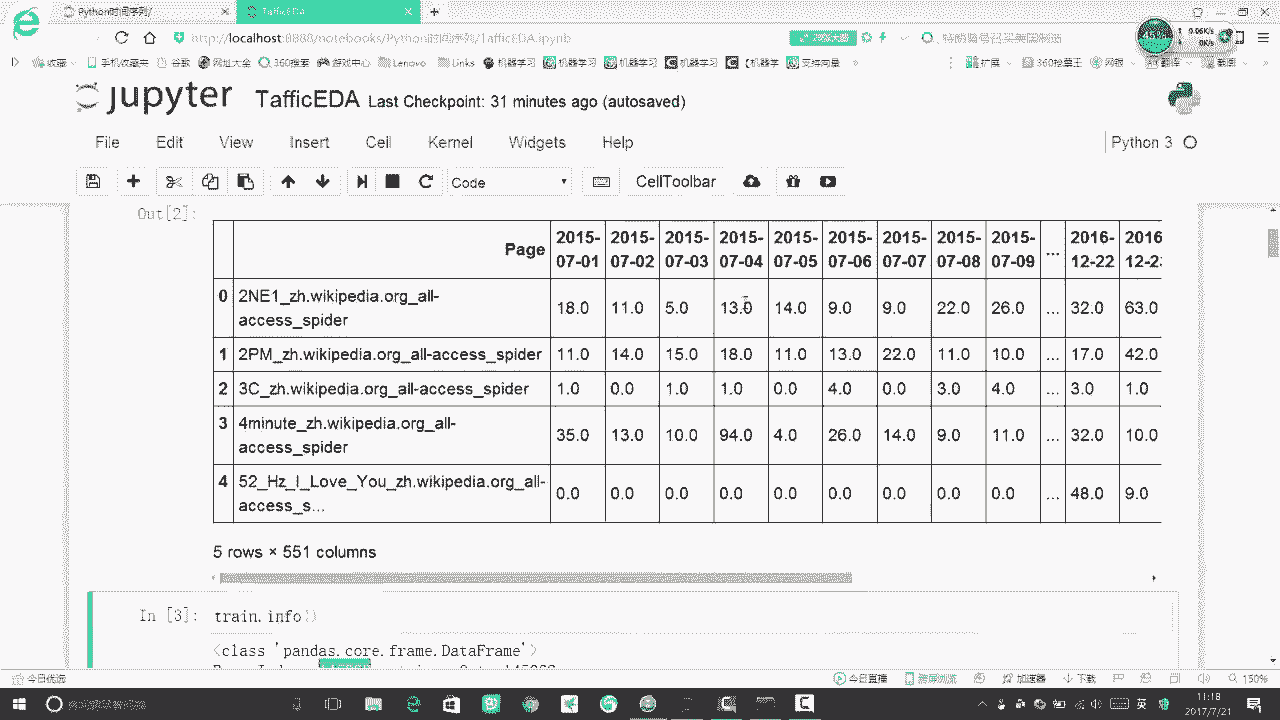 Python时间序列/
TafficEDA
http://localhost:8888/notebooks/Python时间序列/TafficEDA.ipynb
收藏 手机收藏夹 谷歌 网址大全 360搜索 游戏中心 Lenovo Links 机器学习 机器学习 机器学习 机器学习 【机器学 支持向量 » 扩展
jupyter TafficEDA Last Checkpoint: 31 minutes ago (autosaved)
File Edit View Insert Cell Kernel Widgets Help Python 3
Code CellToolbar
Out[2]:
Page 2015-07-01 2015-07-02 2015-07-03 2015-07-04 2015-07-05 2015-07-06 2015-07-07 2015-07-08 2015-07-09 ... 2016-12-22 2016-12-2
0 2NE1_zh.wikipedia.org_all-access_spider 18.0 11.0 5.0 13.0 14.0 9.0 9.0 22.0 26.0 ... 32.0 63.0
1 2PM_zh.wikipedia.org_all-access_spider 11.0 14.0 15.0 18.0 11.0 13.0 22.0 11.0 10.0 ... 17.0 42.0
2 3C_zh.wikipedia.org_all-access_spider 1.0 0.0 1.0 1.0 0.0 4.0 0.0 3.0 4.0 ... 3.0 1.0
3 4minute_zh.wikipedia.org_all-access_spider 35.0 13.0 10.0 94.0 4.0 26.0 14.0 9.0 11.0 ... 32.0 10.0
4 52_Hz_I_Love_You_zh.wikipedia.org_all-access_s... 0.0 0.0 0.0 0.0 0.0 0.0 0.0 0.0 0.0 ... 48.0 9.0
5 rows × 551 columns
In [3]: train.info()
<class 'pandas.core.frame.DataFrame'>
今日优选 今日直播 加速器 下载 150%
英 11:18
2017/7/21